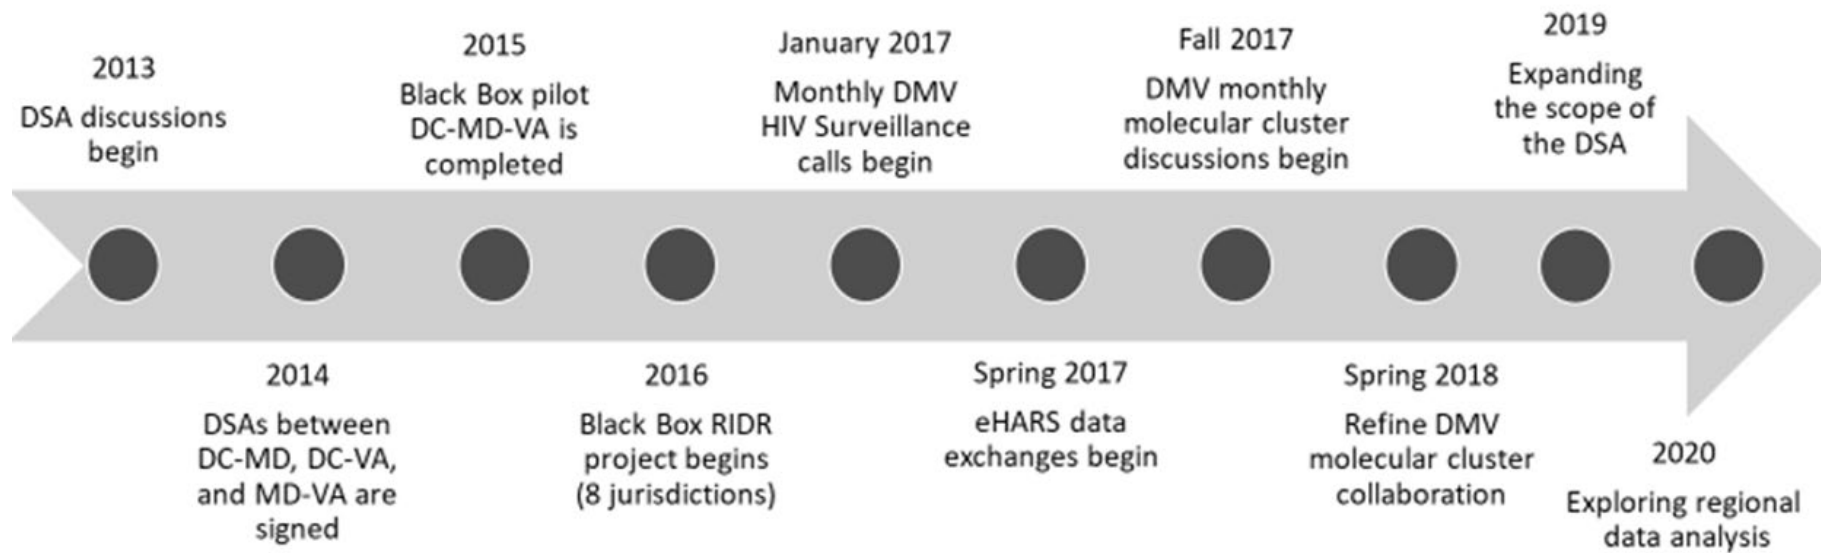 2013
DSA discussions
begin
2014
DSAs between
DC-MD, DC-VA,
and MD-VA are
signed
2015
Black Box pilot
DC-MD-VA is
completed
2016
Black Box RIDR
project begins
(8 jurisdictions)
January 2017
Monthly DMV
HIV Surveillance
calls begin
Spring 2017
eHARS data
exchanges begin
Fall 2017
DMV monthly
molecular cluster
discussions begin
Spring 2018
Refine DMV
molecular cluster
collaboration
2019
Expanding
the scope of
the DSA
2020
Exploring regional
data analysis